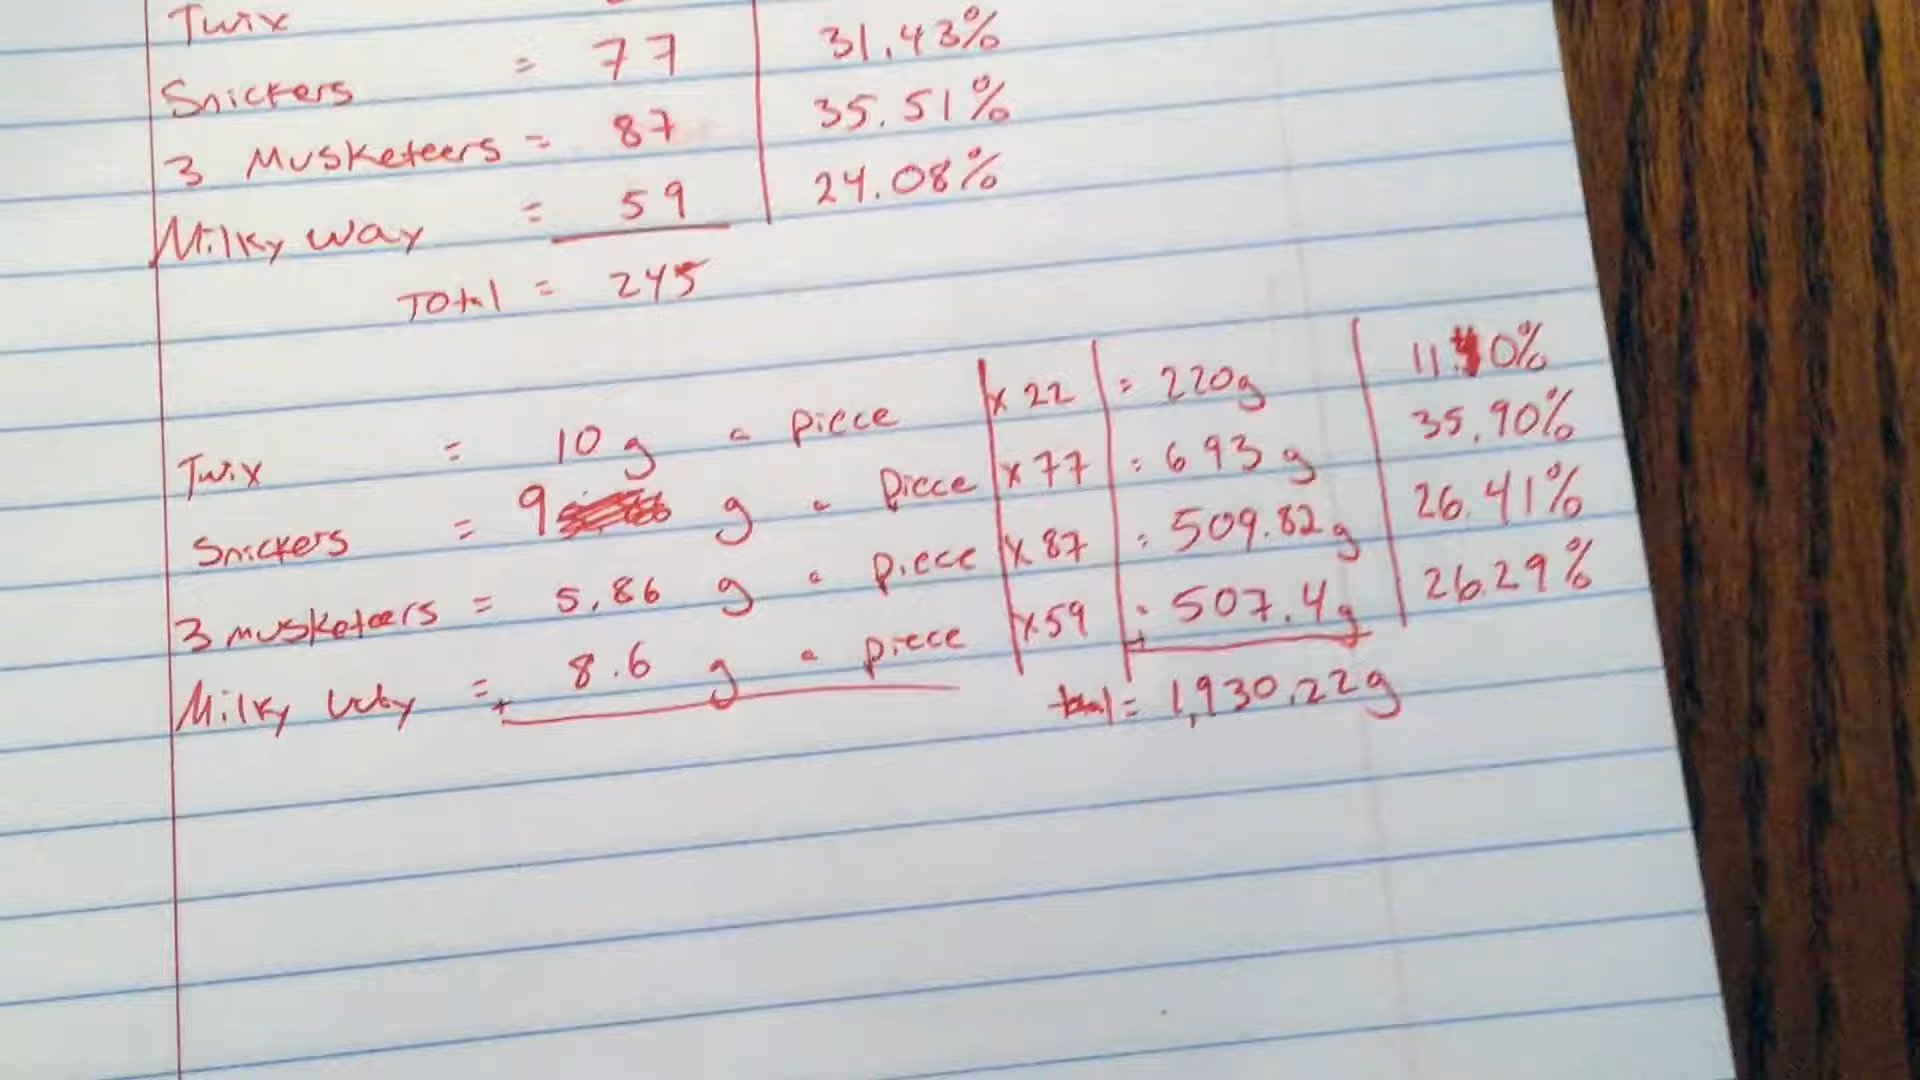 Twix
Snickers = 77 31.43%
3 Musketeers = 87 35.51%
Milky Way = 59 24.08%
Total = 245
Twix = 10 g a piece x 22 = 220g 11.40%
Snickers = 9 g a piece x 77 = 693 g 35.90%
3 musketeers = 5.86 g a piece x 87 = 509.82g 26.41%
Milky Way = + 8.6 g a piece x 59 = + 507.4g 26.29%
total = 1,930.22g